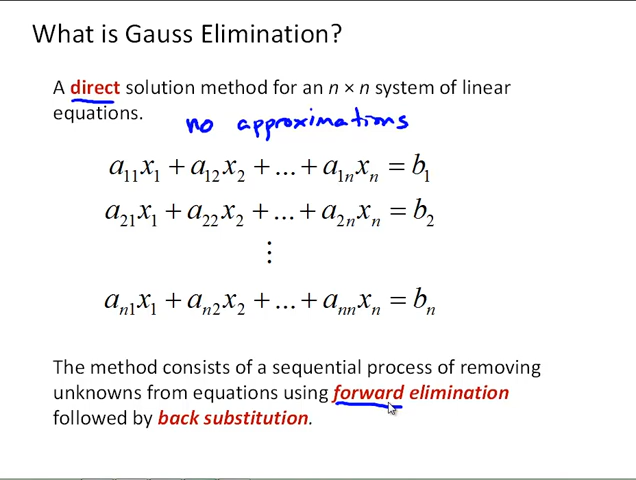 What is Gauss Elimination?
A direct solution method for an n × n system of linear
equations.
no approximations
a₁₁x₁ + a₁₂x₂ + ... + a₁ₙxₙ = b₁
a₂₁x₁ + a₂₂x₂ + ... + a₂ₙxₙ = b₂
⋮
aₙ₁x₁ + aₙ₂x₂ + ... + aₙₙxₙ = bₙ
The method consists of a sequential process of removing
unknowns from equations using forward elimination
followed by back substitution.